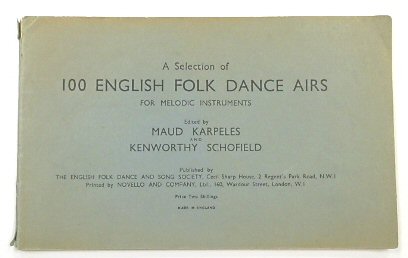 A Selection of
100 ENGLISH FOLK DANCE AIRS
FOR MELODIC INSTRUMENTS
Edited by
MAUD KARPELES
AND
KENWORTHY SCHOFIELD
Published by
THE ENGLISH FOLK DANCE AND SONG SOCIETY, Cecil Sharp House, 2 Regent's Park Road, N.W.1
Printed by NOVELLO AND COMPANY, Ltd., 160, Wardour Street, London, W.1
Price Two Shillings
MADE IN ENGLAND